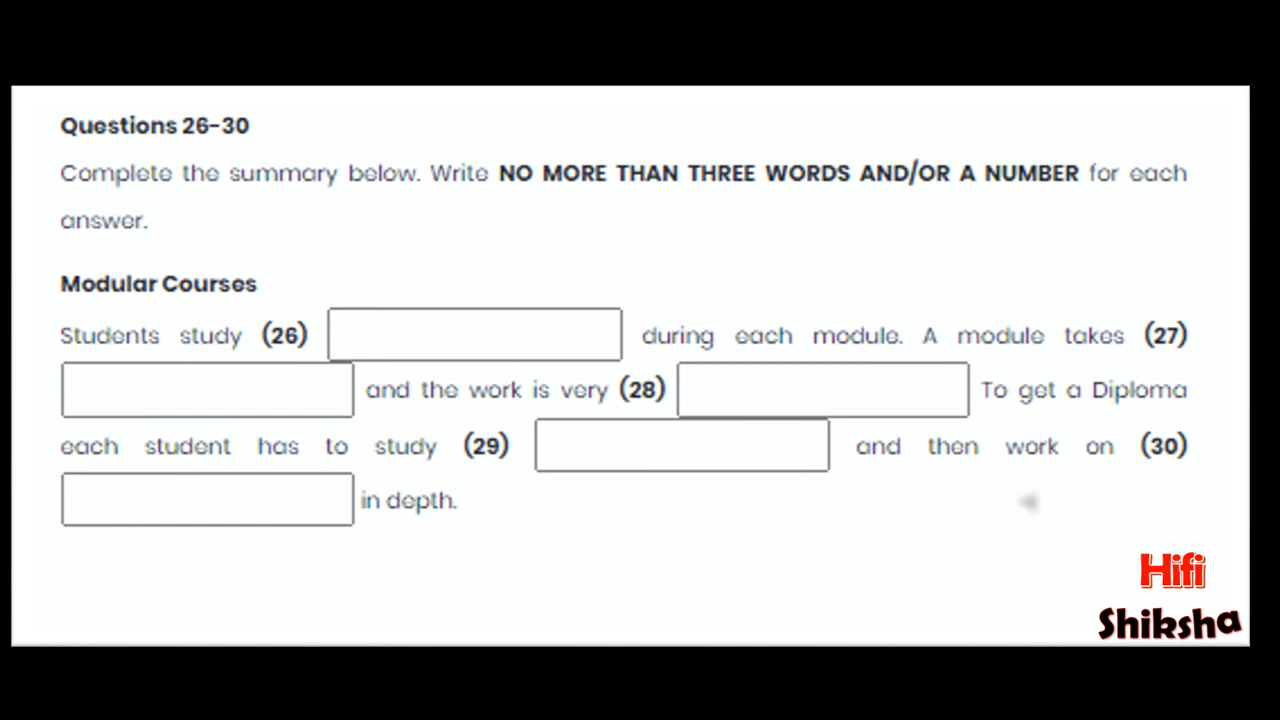 Questions 26-30
Complete the summary below. Write NO MORE THAN THREE WORDS AND/OR A NUMBER for each
answer.
Modular Courses
Students study (26) during each module. A module takes (27)
and the work is very (28) To get a Diploma
each student has to study (29) and then work on (30)
in depth.
Hifi
Shiksha